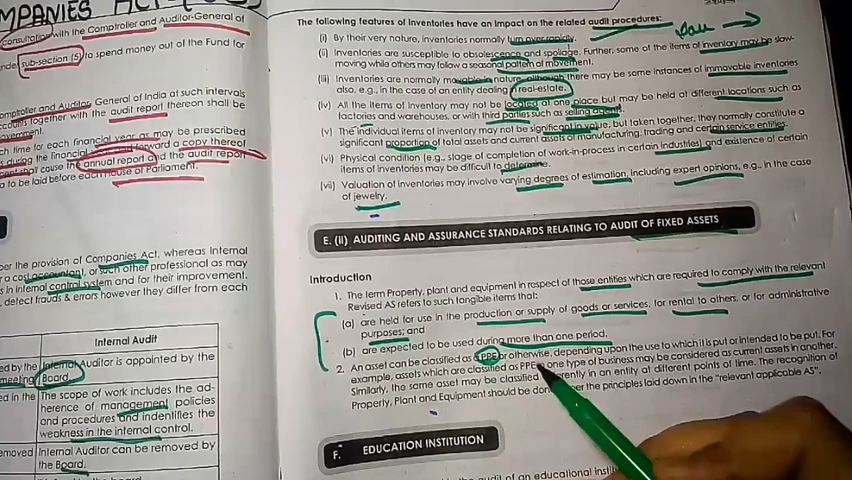 MPANIES ACT
consultation with the Comptroller and Auditor-General of
sub-section (5) to spend money out of the Fund for
Comptroller and Auditor General of India at such intervals
together with the audit report thereon shall be
vernment.
ch time for each financial year as may be prescribed
s during the financial forward a copy thereof
shall cause the annual report and the audit report
to be laid before each House of Parliament.
per the provision of Companies Act, whereas Internal
r a cost accountant, or such other professional as may
s in internal control system and for their improvement.
detect frauds & errors however they differ from each
Internal Audit
ed by the Internal Auditor is appointed by the
meeting Board.
ed in the The scope of work includes the ad-
herence of management policies
and procedures and indentifies the
weakness in the internal control.
emoved Internal Auditor can be removed by
the Board.
The following features of Inventories have an impact on the related audit procedures:
(i) By their very nature, inventories normally turn over rapidly.
(ii) Inventories are susceptible to obsolescence and spoilage. Further, some of the items of inventory may be slow-
moving while others may follow a seasonal pattern of movement.
(iii) Inventories are normally movable in nature, although there may be some instances of immovable inventories
also, e.g., in the case of an entity dealing real-estate.
(iv) All the items of inventory may not be located at one place but may be held at different locations such as
factories and warehouses, or with third parties such as selling agents.
(v) The individual items of inventory may not be significant in value, but taken together, they normally constitute a
significant proportion of total assets and current assets of manufacturing, trading and certain service entities.
(vi) Physical condition (e.g., stage of completion of work-in-process in certain industries) and existence of certain
items of inventories may be difficult to determine.
(vii) Valuation of inventories may involve varying degrees of estimation, including expert opinions, e.g., in the case
of jewelry.
E. (II) AUDITING AND ASSURANCE STANDARDS RELATING TO AUDIT OF FIXED ASSETS
Introduction
1. The term Property, plant and equipment in respect of those entities which are required to comply with the relevant
Revised AS refers to such tangible items that:
(a) are held for use in the production or supply of goods or services, for rental to others, or for administrative
purposes; and
(b) are expected to be used during more than one period.
2. An asset can be classified as PPE or otherwise, depending upon the use to which it is put or intended to be put. For
example, assets which are classified as PPE in one type of business may be considered as current assets in another.
Similarly, the same asset may be classified in an entity at different points of time. The recognition of
Property, Plant and Equipment should be the principles laid down in the "relevant applicable AS".
F. EDUCATION INSTITUTION
the audit of an educational